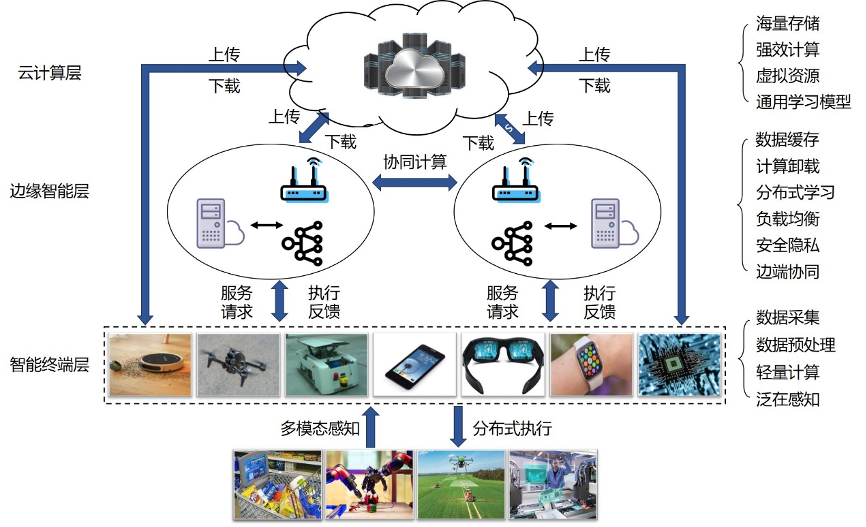 云计算层
上传
下载
上传
下载
上传
下载
上传
下载
海量存储
强效计算
虚拟资源
通用学习模型
边缘智能层
协同计算
数据缓存
计算卸载
分布式学习
负载均衡
安全隐私
边端协同
服务
请求
执行
反馈
服务
请求
执行
反馈
智能终端层
数据采集
数据预处理
轻量计算
泛在感知
多模态感知
分布式执行